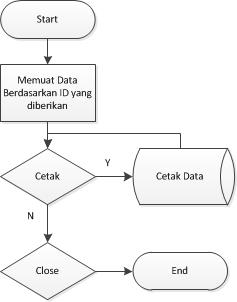 Start
Memuat Data
Berdasarkan ID yang
diberikan
Cetak
Y
Cetak Data
N
Close
End